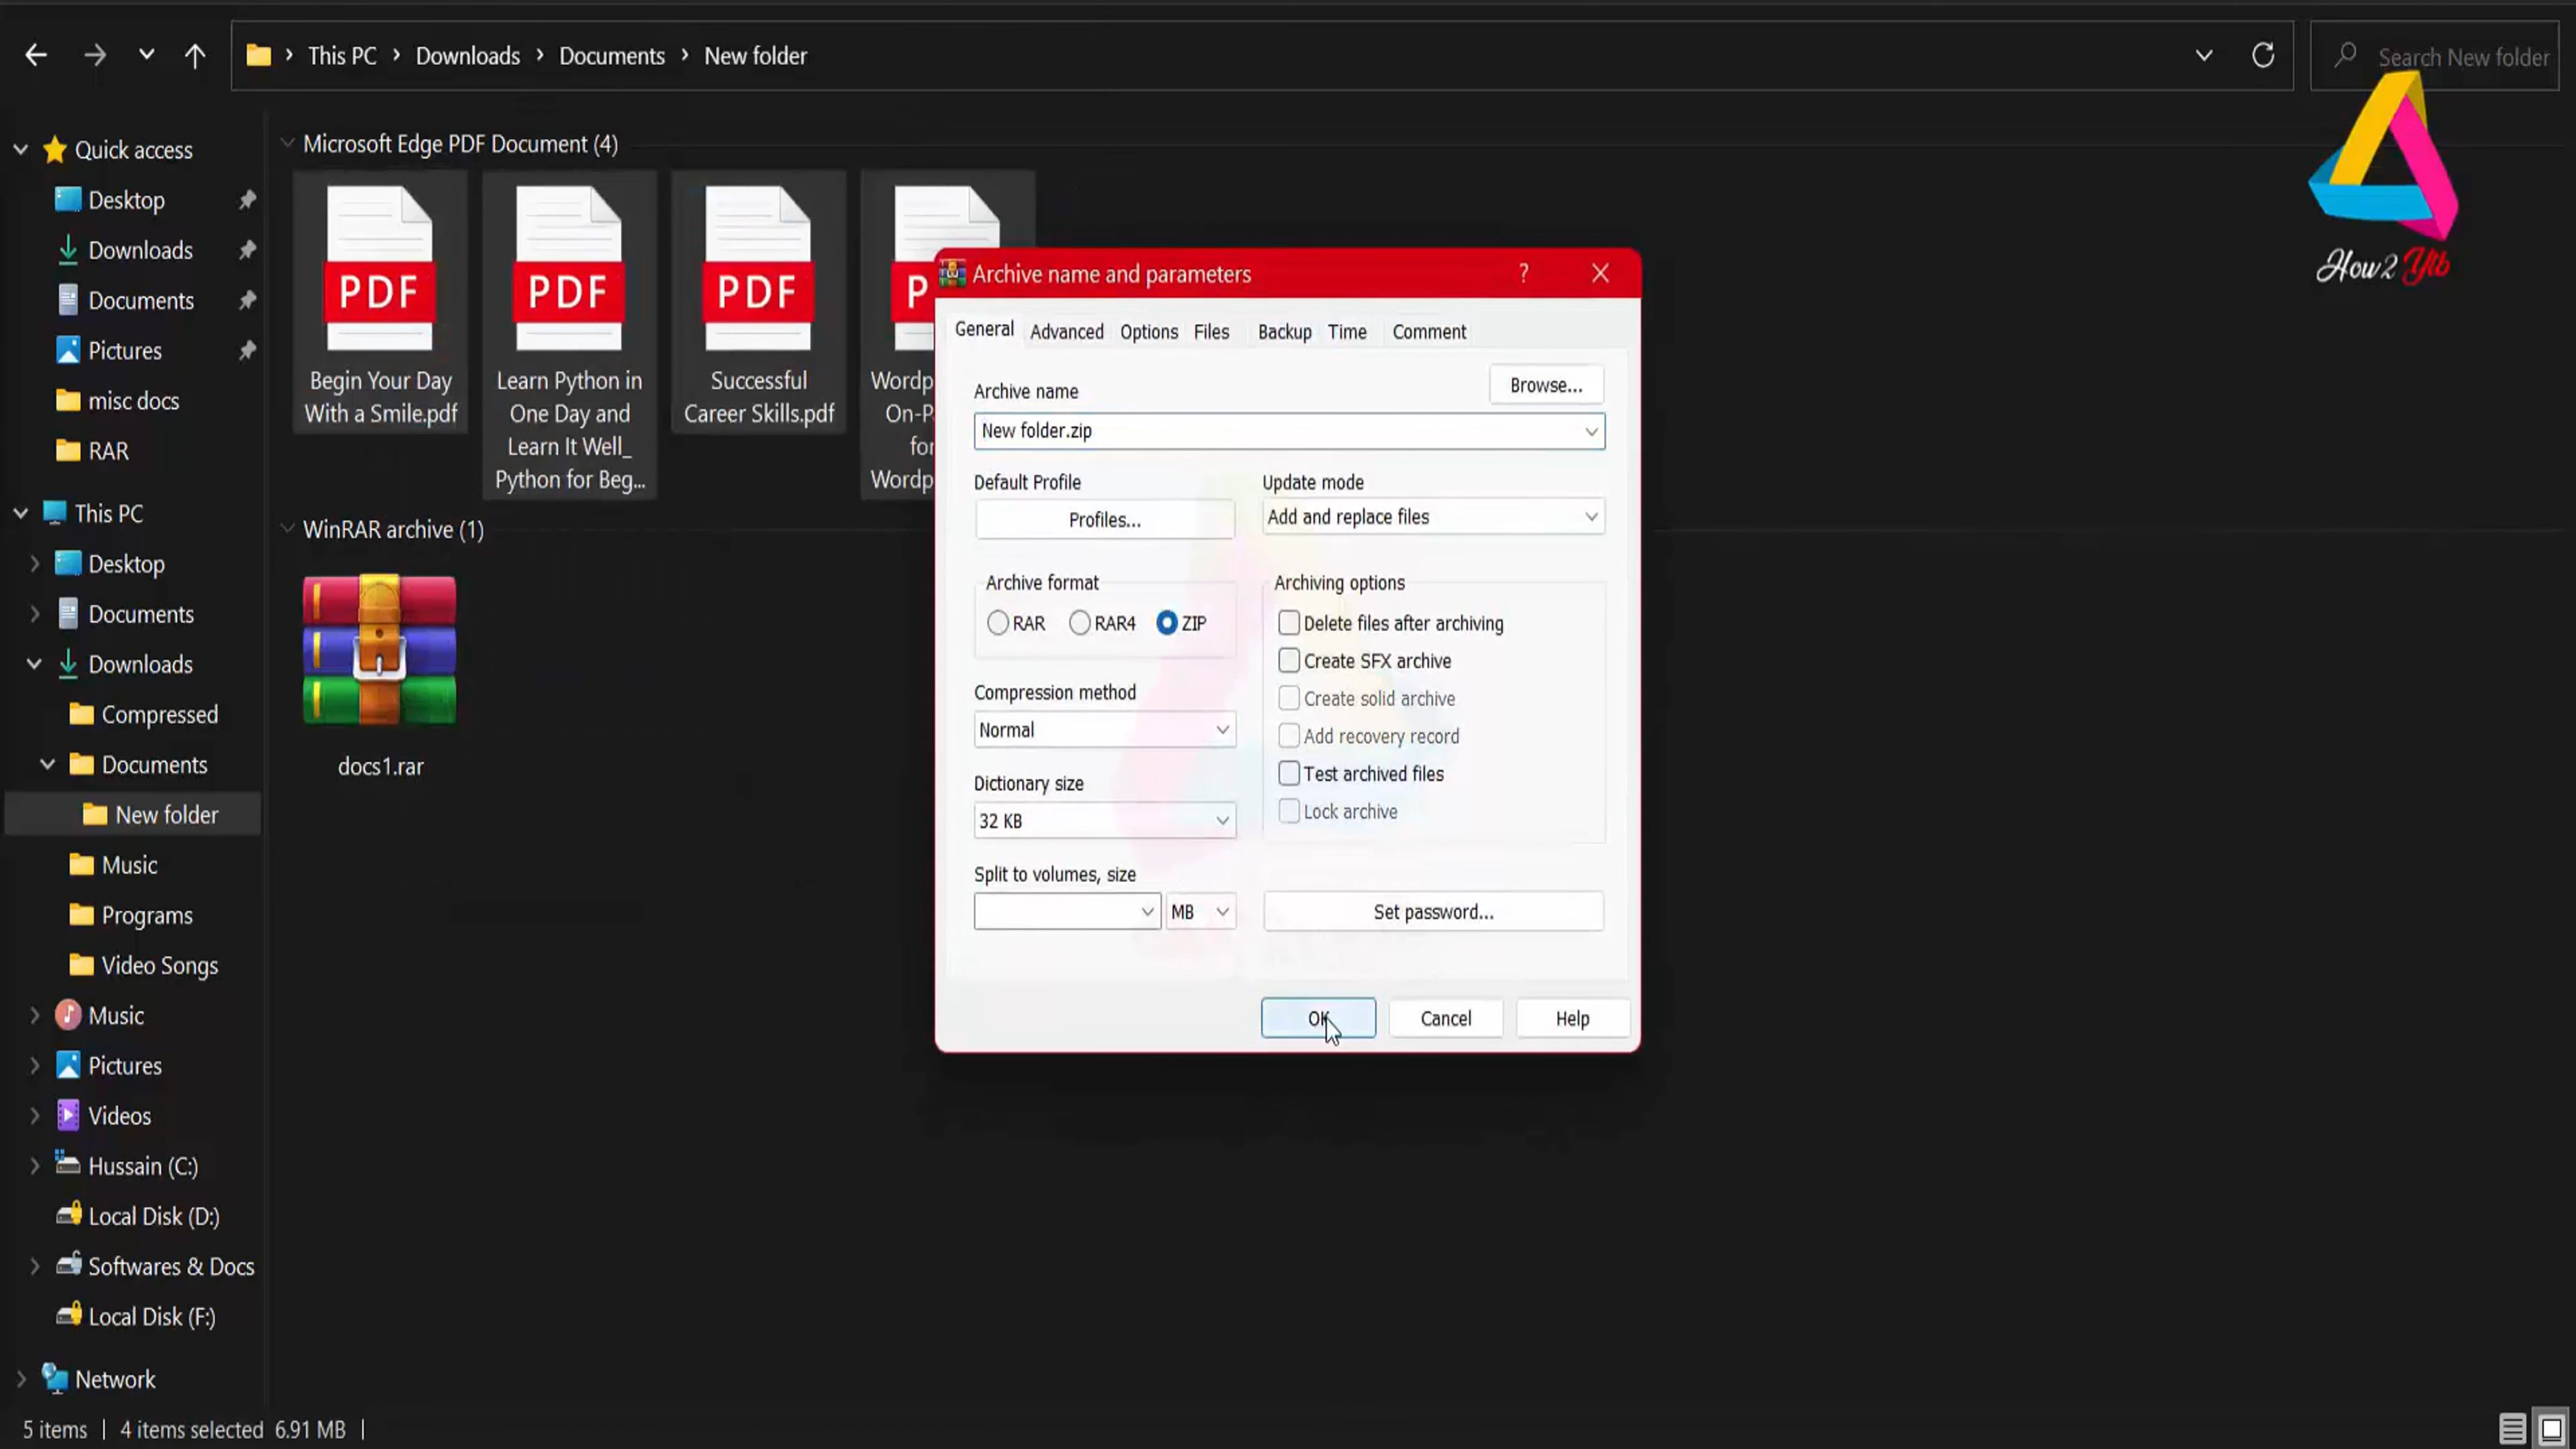 This PC
Downloads
Documents
New folder
Search New folder
How2 Ytb
Quick access
Desktop
Downloads
Documents
Pictures
misc docs
RAR
This PC
Desktop
Documents
Downloads
Compressed
Documents
New folder
Music
Programs
Video Songs
Music
Pictures
Videos
Hussain (C:)
Local Disk (D:)
Softwares & Docs
Local Disk (F:)
Network
Microsoft Edge PDF Document (4)
PDF
Begin Your Day
With a Smile.pdf
PDF
Learn Python in
One Day and
Learn It Well_
Python for Beg...
PDF
Successful
Career Skills.pdf
P
Wordp
On-P
for
Wordp
WinRAR archive (1)
docs1.rar
Archive name and parameters
?
General
Advanced
Options
Files
Backup
Time
Comment
Archive name
Browse...
New folder.zip
Default Profile
Profiles...
Update mode
Add and replace files
Archive format
RAR
RAR4
ZIP
Compression method
Normal
Dictionary size
32 KB
Split to volumes, size
MB
Archiving options
Delete files after archiving
Create SFX archive
Create solid archive
Add recovery record
Test archived files
Lock archive
Set password...
OK
Cancel
Help
5 items
4 items selected 6.91 MB